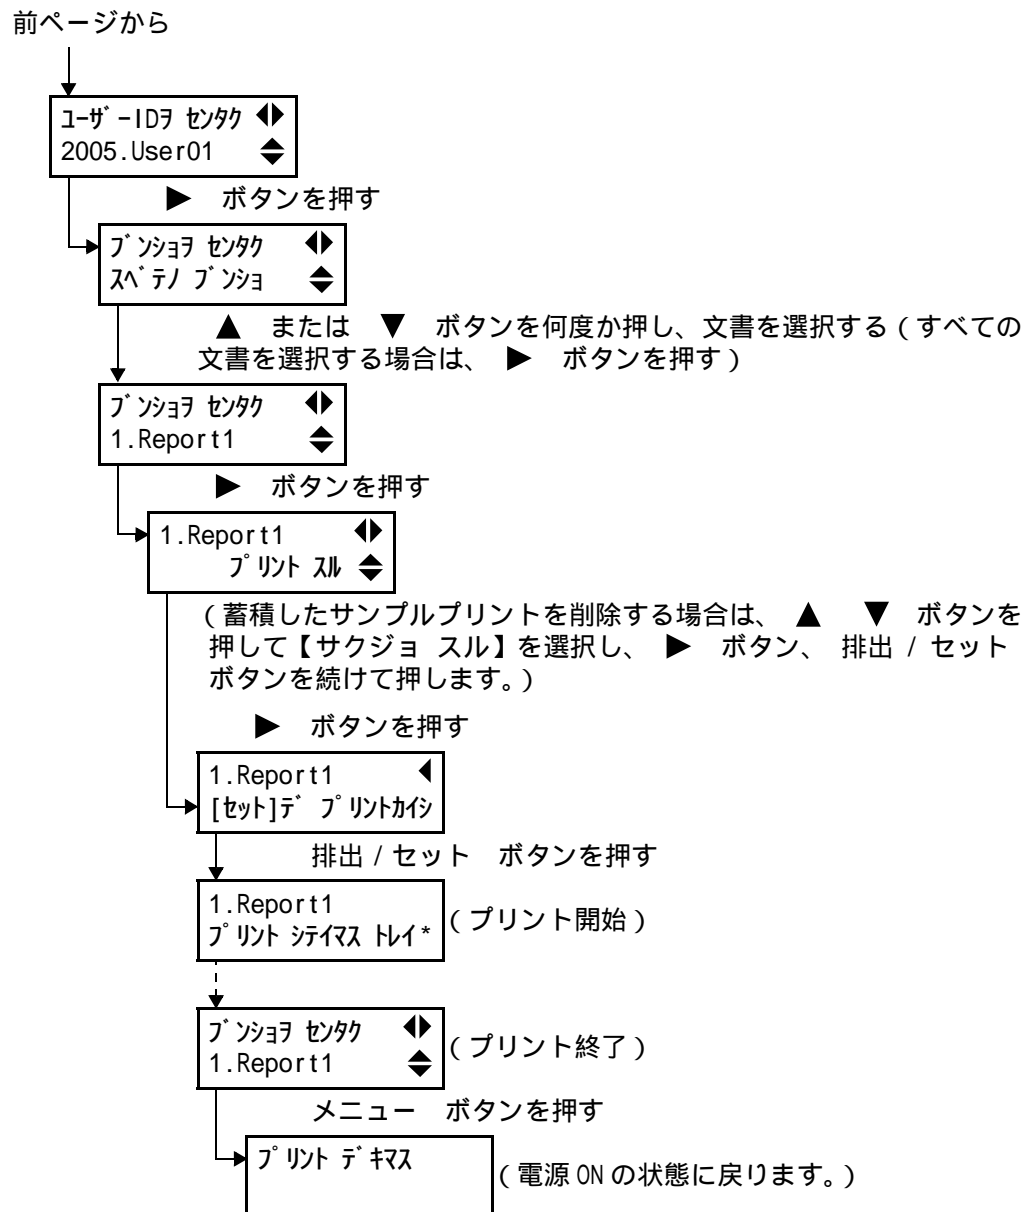 前ページから
ﾕｰｻﾞｰIDｦ ｾﾝﾀｸ ◀▶
2005.User01 ▲▼
▶ ボタンを押す
ﾌﾞﾝｼｮｦ ｾﾝﾀｸ ◀▶
ｽﾍﾞﾃﾉ ﾌﾞﾝｼｮ ▲▼
▲ または ▼ ボタンを何度か押し、文書を選択する（すべての
文書を選択する場合は、 ▶ ボタンを押す）
ﾌﾞﾝｼｮｦ ｾﾝﾀｸ ◀▶
1.Report1 ▲▼
▶ ボタンを押す
1.Report1 ◀▶
ﾌﾟﾘﾝﾄ ｽﾙ ▲▼
（蓄積したサンプルプリントを削除する場合は、 ▲ ▼ ボタンを
押して【サクジョ スル】を選択し、 ▶ ボタン、 排出 / セット
ボタンを続けて押します。）
▶ ボタンを押す
1.Report1 ◀
[ｾｯﾄ]ﾃﾞ ﾌﾟﾘﾝﾄｶｲｼ
排出 / セット ボタンを押す
1.Report1
ﾌﾟﾘﾝﾄ ｼﾃｲﾏｽ ﾄﾚｲ*
（プリント開始）
ﾌﾞﾝｼｮｦ ｾﾝﾀｸ ◀▶
1.Report1 ▲▼
（プリント終了）
メニュー ボタンを押す
ﾌﾟﾘﾝﾄ ﾃﾞｷﾏｽ
（電源 ON の状態に戻ります。）